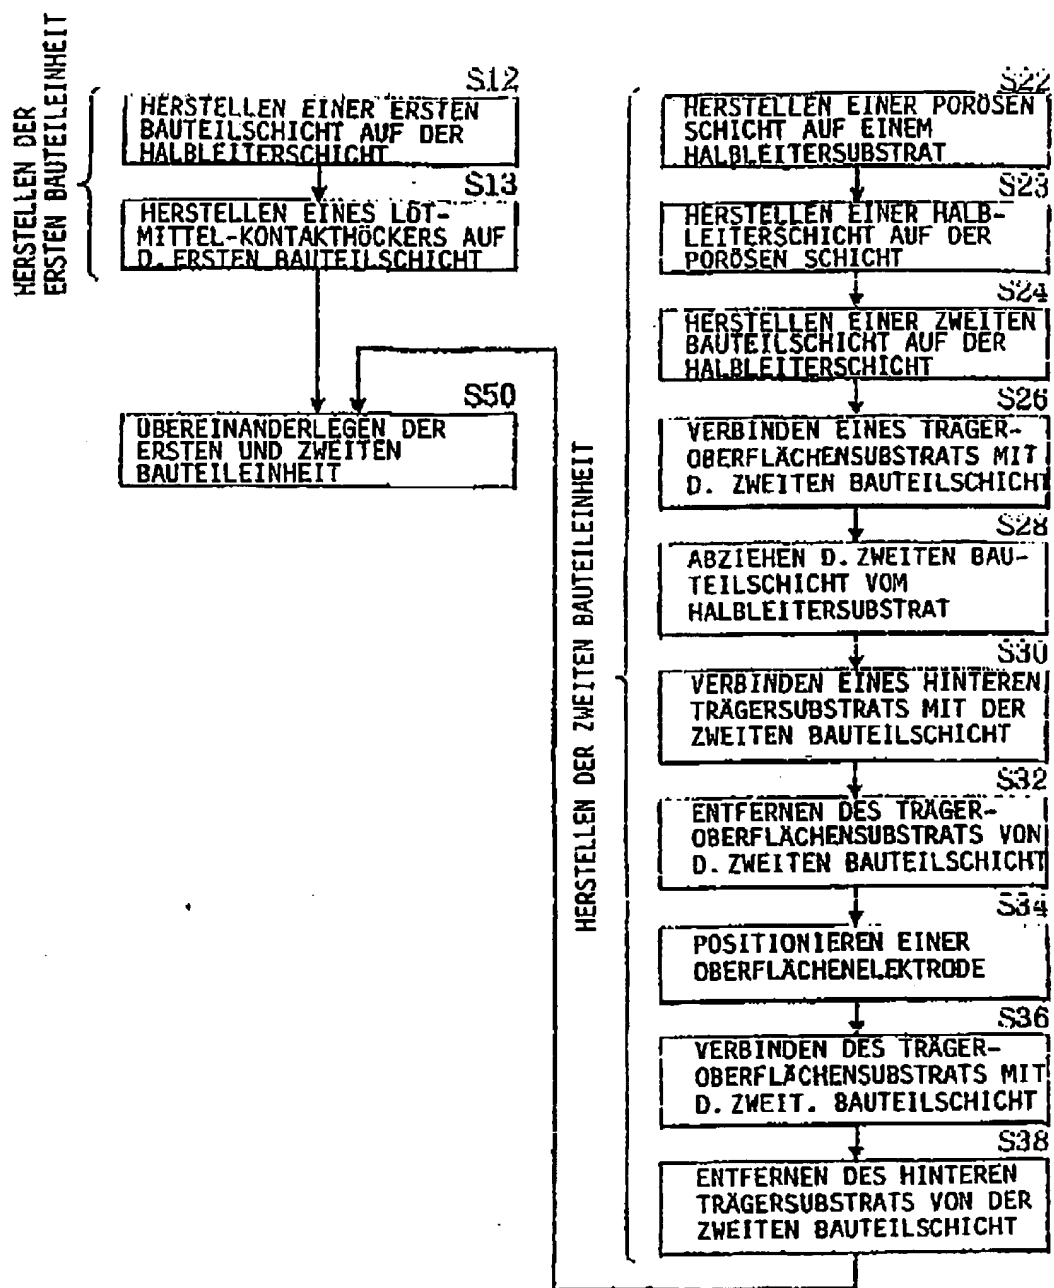 HERSTELLEN DER
ERSTEN BAUTEILEINHEIT
S12
HERSTELLEN EINER ERSTEN
BAUTEILSCHICHT AUF DER
HALBLEITERSCHICHT
S13
HERSTELLEN EINES LÖT-
MITTEL-KONTAKTHÖCKERS AUF
D. ERSTEN BAUTEILSCHICHT
S50
ÜBEREINANDERLEGEN DER
ERSTEN UND ZWEITEN
BAUTEILEINHEIT
HERSTELLEN DER ZWEITEN BAUTEILEINHEIT
S22
HERSTELLEN EINER PORÖSEN
SCHICHT AUF EINEM
HALBLEITERSUBSTRAT
S23
HERSTELLEN EINER HALB-
LEITERSCHICHT AUF DER
PORÖSEN SCHICHT
S24
HERSTELLEN EINER ZWEITEN
BAUTEILSCHICHT AUF DER
HALBLEITERSCHICHT
S26
VERBINDEN EINES TRÄGER-
OBERFLÄCHENSUBSTRATS MIT
D. ZWEITEN BAUTEILSCHICHT
S28
ABZIEHEN D. ZWEITEN BAU-
TEILSCHICHT VOM
HALBLEITERSUBSTRAT
S30
VERBINDEN EINES HINTEREN
TRÄGERSUBSTRATS MIT DER
ZWEITEN BAUTEILSCHICHT
S32
ENTFERNEN DES TRÄGER-
OBERFLÄCHENSUBSTRATS VON
D. ZWEITEN BAUTEILSCHICHT
S34
POSITIONIEREN EINER
OBERFLÄCHENELEKTRODE
S36
VERBINDEN DES TRÄGER-
OBERFLÄCHENSUBSTRATS MIT
D. ZWEIT. BAUTEILSCHICHT
S38
ENTFERNEN DES HINTEREN
TRÄGERSUBSTRATS VON DER
ZWEITEN BAUTEILSCHICHT